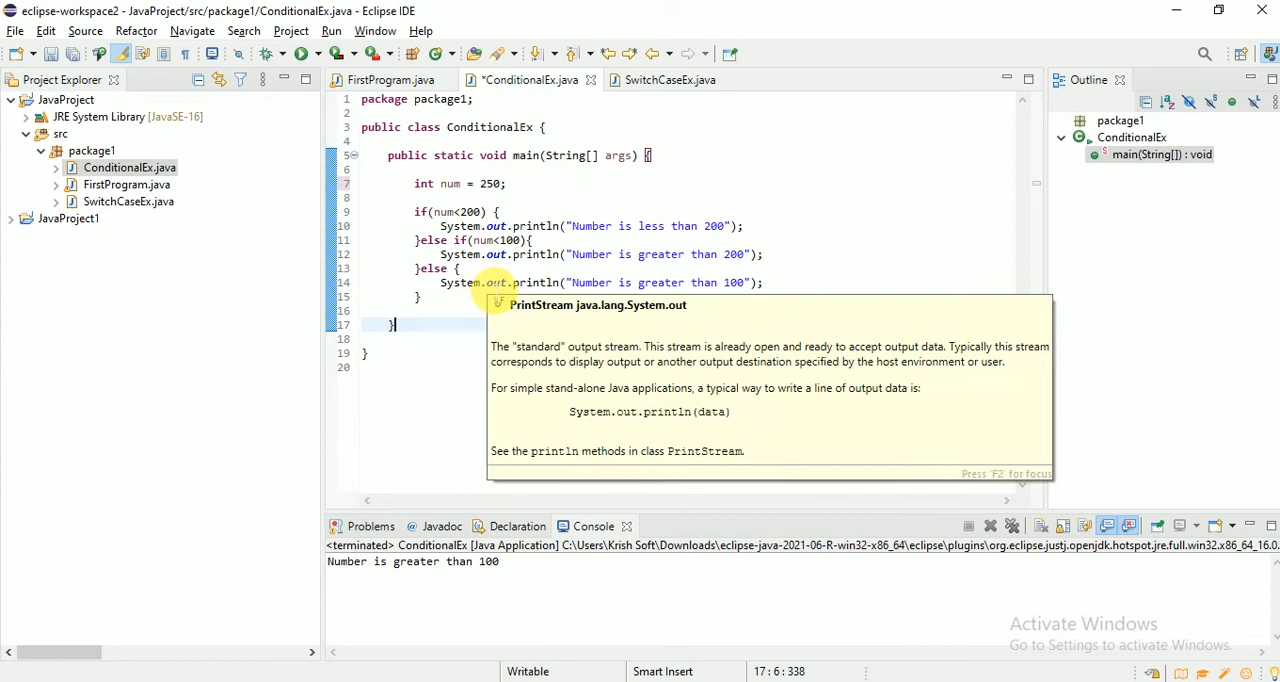 eclipse-workspace2 - JavaProject/src/package1/ConditionalEx.java - Eclipse IDE
File Edit Source Refactor Navigate Search Project Run Window Help
Project Explorer
JavaProject
JRE System Library [JavaSE-16]
src
package1
ConditionalEx.java
FirstProgram.java
SwitchCaseEx.java
JavaProject1
FirstProgram.java *ConditionalEx.java SwitchCaseEx.java
1 package package1;
2
3 public class ConditionalEx {
4
5 public static void main(String[] args) {
6
7 int num = 250;
8
9 if(num<200) {
10 System.out.println("Number is less than 200");
11 }else if(num<100){
12 System.out.println("Number is greater than 200");
13 }else {
14 System.out.println("Number is greater than 100");
15 }
16
17 }
18
19 }
20
PrintStream java.lang.System.out
The "standard" output stream. This stream is already open and ready to accept output data. Typically this stream
corresponds to display output or another output destination specified by the host environment or user.
For simple stand-alone Java applications, a typical way to write a line of output data is:
System.out.println(data)
See the println methods in class PrintStream.
Press 'F2' for focus
Outline
package1
ConditionalEx
main(String[]) : void
Problems Javadoc Declaration Console
<terminated> ConditionalEx [Java Application] C:\Users\Krish Soft\Downloads\eclipse-java-2021-06-R-win32-x86_64\eclipse\plugins\org.eclipse.justj.openjdk.hotspot.jre.full.win32.x86_64_16.0.
Number is greater than 100
Activate Windows
Go to Settings to activate Windows.
Writable Smart Insert 17 : 6 : 338